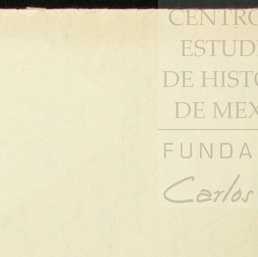 CENTRO
ESTUD
DE HISTO
DE MEX
FUNDA
Carlos